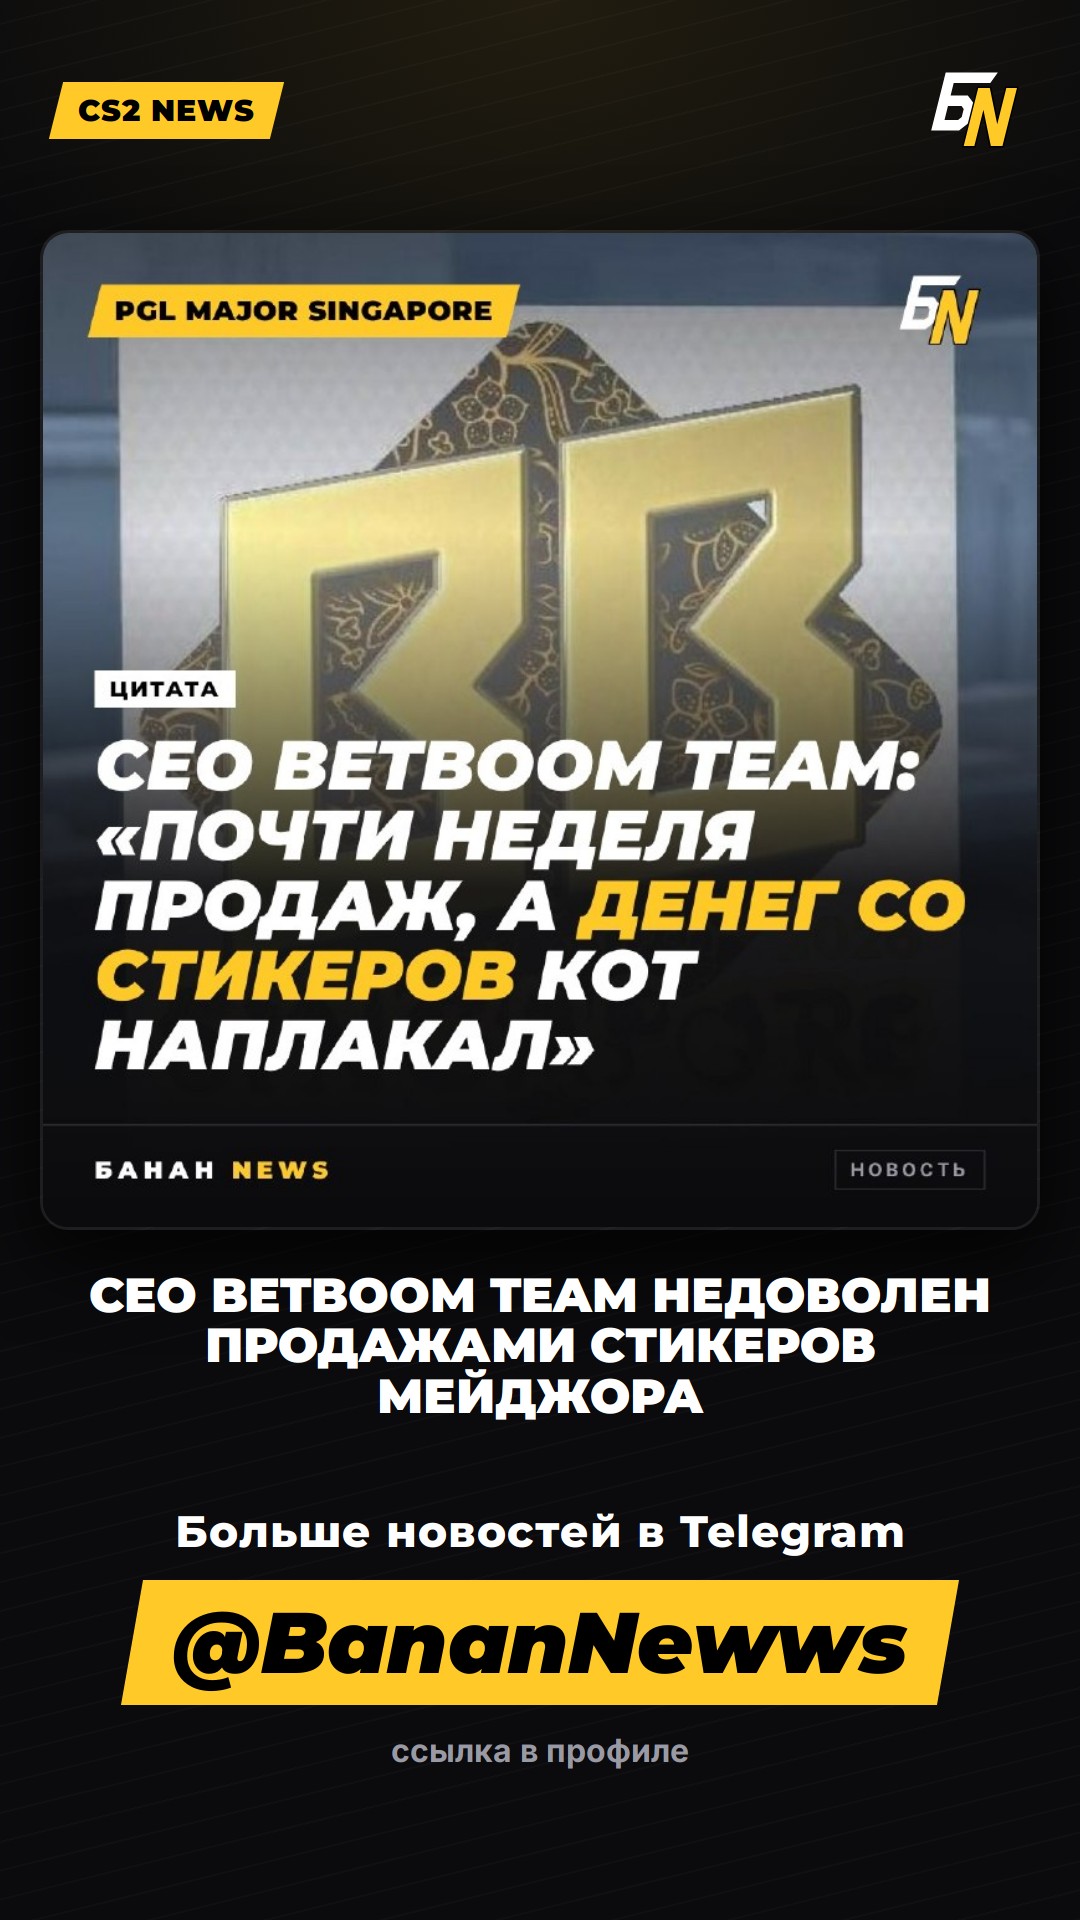 CS2 NEWS
БN
PGL MAJOR SINGAPORE
БN
ЦИТАТА
CEO BETBOOM TEAM:
«ПОЧТИ НЕДЕЛЯ
ПРОДАЖ, А ДЕНЕГ СО
СТИКЕРОВ КОТ
НАПЛАКАЛ»
БАНАН NEWS
НОВОСТЬ
CEO BETBOOM TEAM НЕДОВОЛЕН
ПРОДАЖАМИ СТИКЕРОВ
МЕЙДЖОРА
Больше новостей в Telegram
@BananNewws
ссылка в профиле